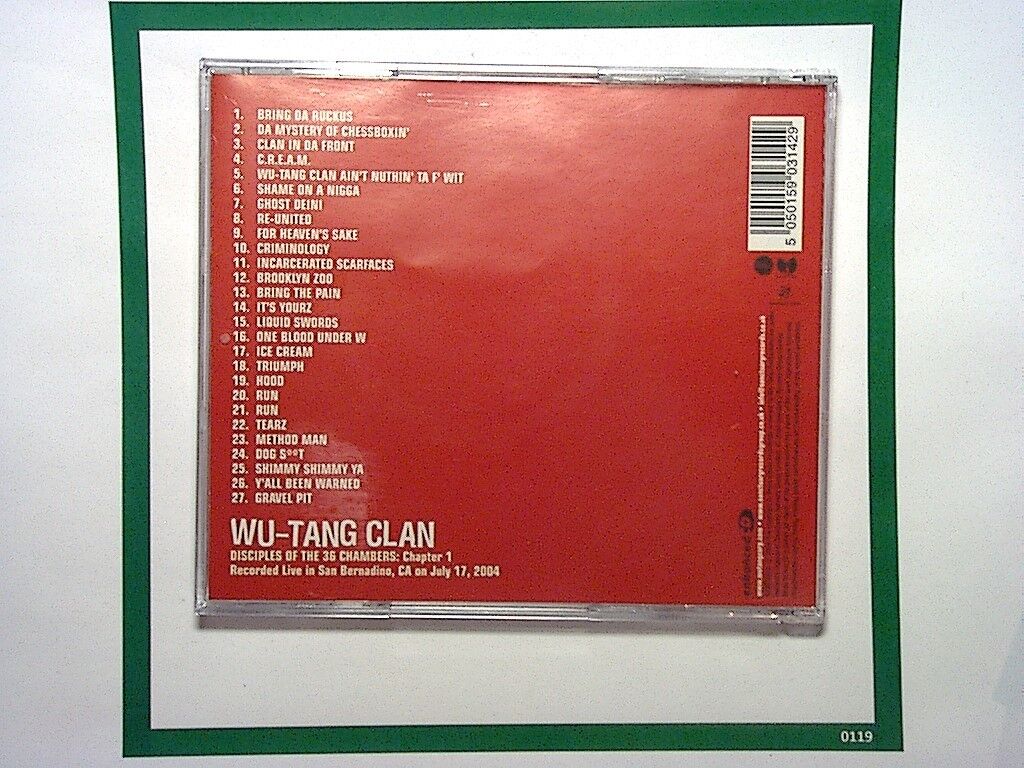 1. BRING DA RUCKUS
2. DA MYSTERY OF CHESSBOXIN'
3. CLAN IN DA FRONT
4. C.R.E.A.M.
5. WU-TANG CLAN AIN'T NUTHIN' TA F' WIT
6. SHAME ON A NIGGA
7. GHOST DEINI
8. RE-UNITED
9. FOR HEAVEN'S SAKE
10. CRIMINOLOGY
11. INCARCERATED SCARFACES
12. BROOKLYN ZOO
13. BRING THE PAIN
14. IT'S YOURZ
15. LIQUID SWORDS
16. ONE BLOOD UNDER W
17. ICE CREAM
18. TRIUMPH
19. HOOD
20. RUN
21. RUN
22. TEARZ
23. METHOD MAN
24. DOG S**T
25. SHIMMY SHIMMY YA
26. Y'ALL BEEN WARNED
27. GRAVEL PIT
WU-TANG CLAN
DISCIPLES OF THE 36 CHAMBERS: Chapter 1
Recorded Live in San Bernadino, CA on July 17, 2004
5 050159 031429
enhanced
0119